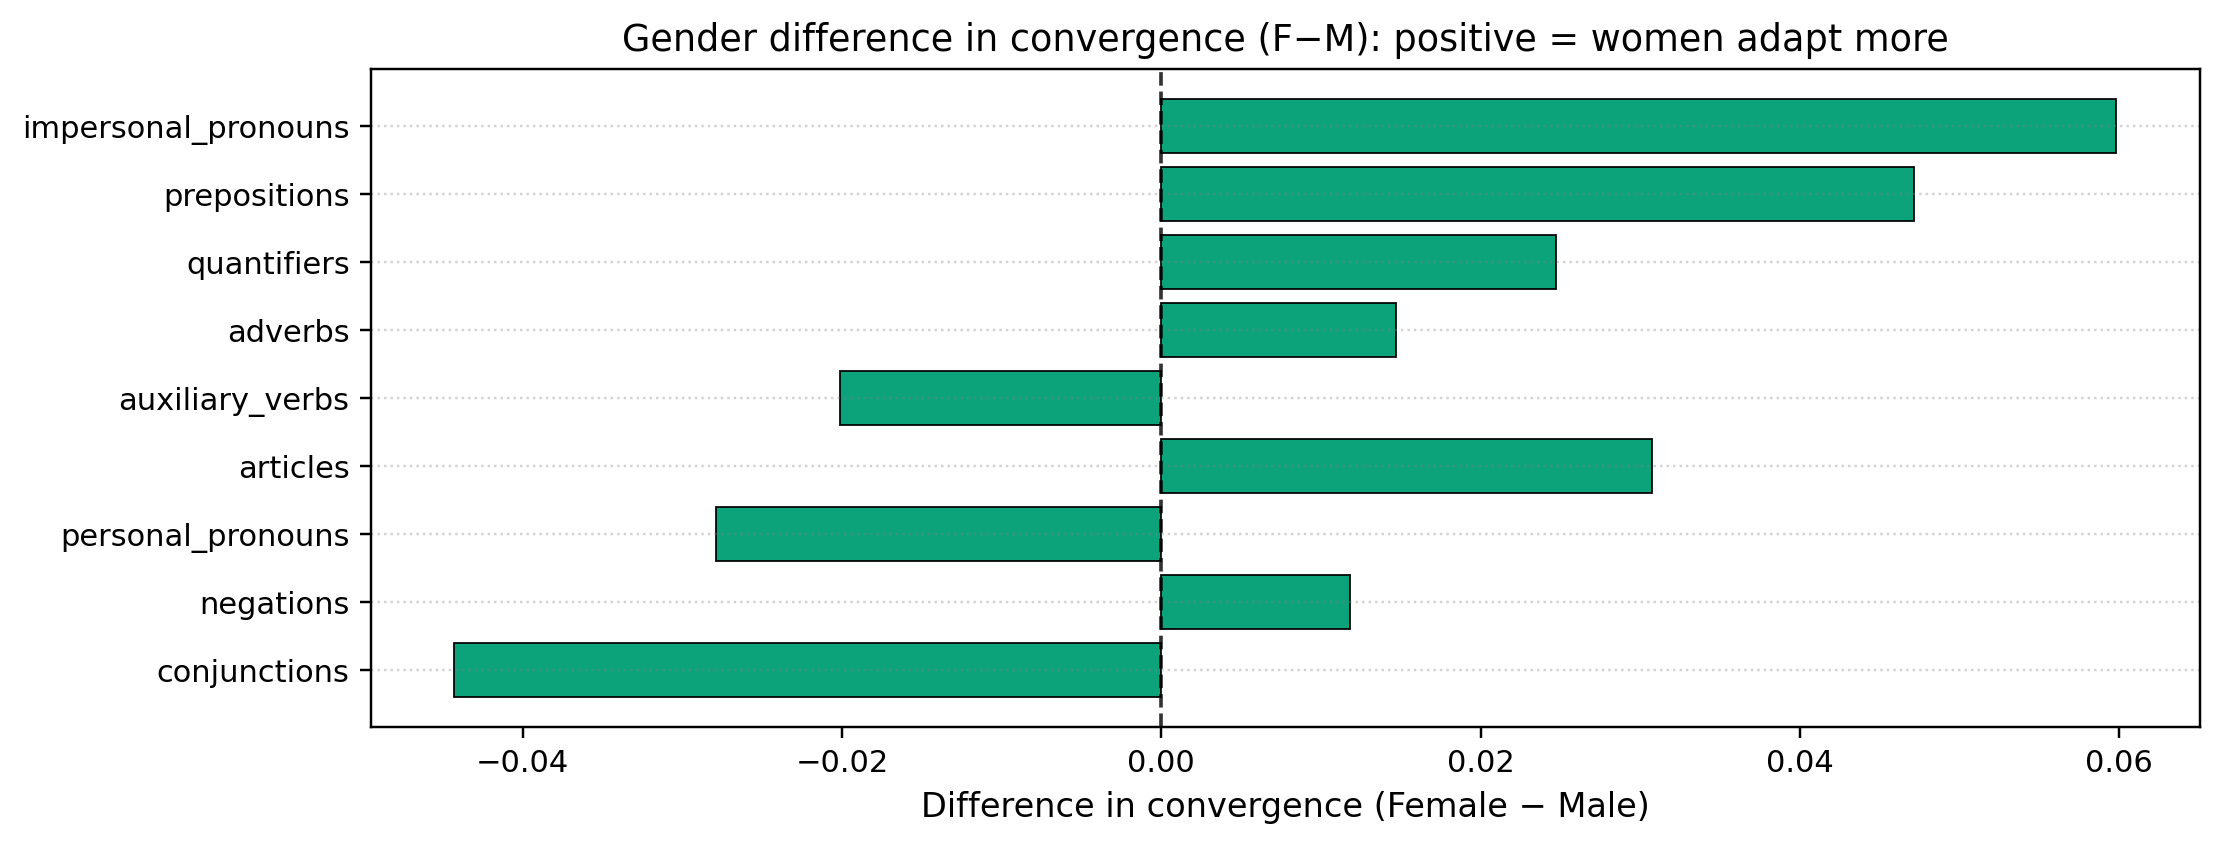 Gender difference in convergence (F−M): positive = women adapt more
impersonal_pronouns
prepositions
quantifiers
adverbs
auxiliary_verbs
articles
personal_pronouns
negations
conjunctions
−0.04 −0.02 0.00 0.02 0.04 0.06
Difference in convergence (Female − Male)